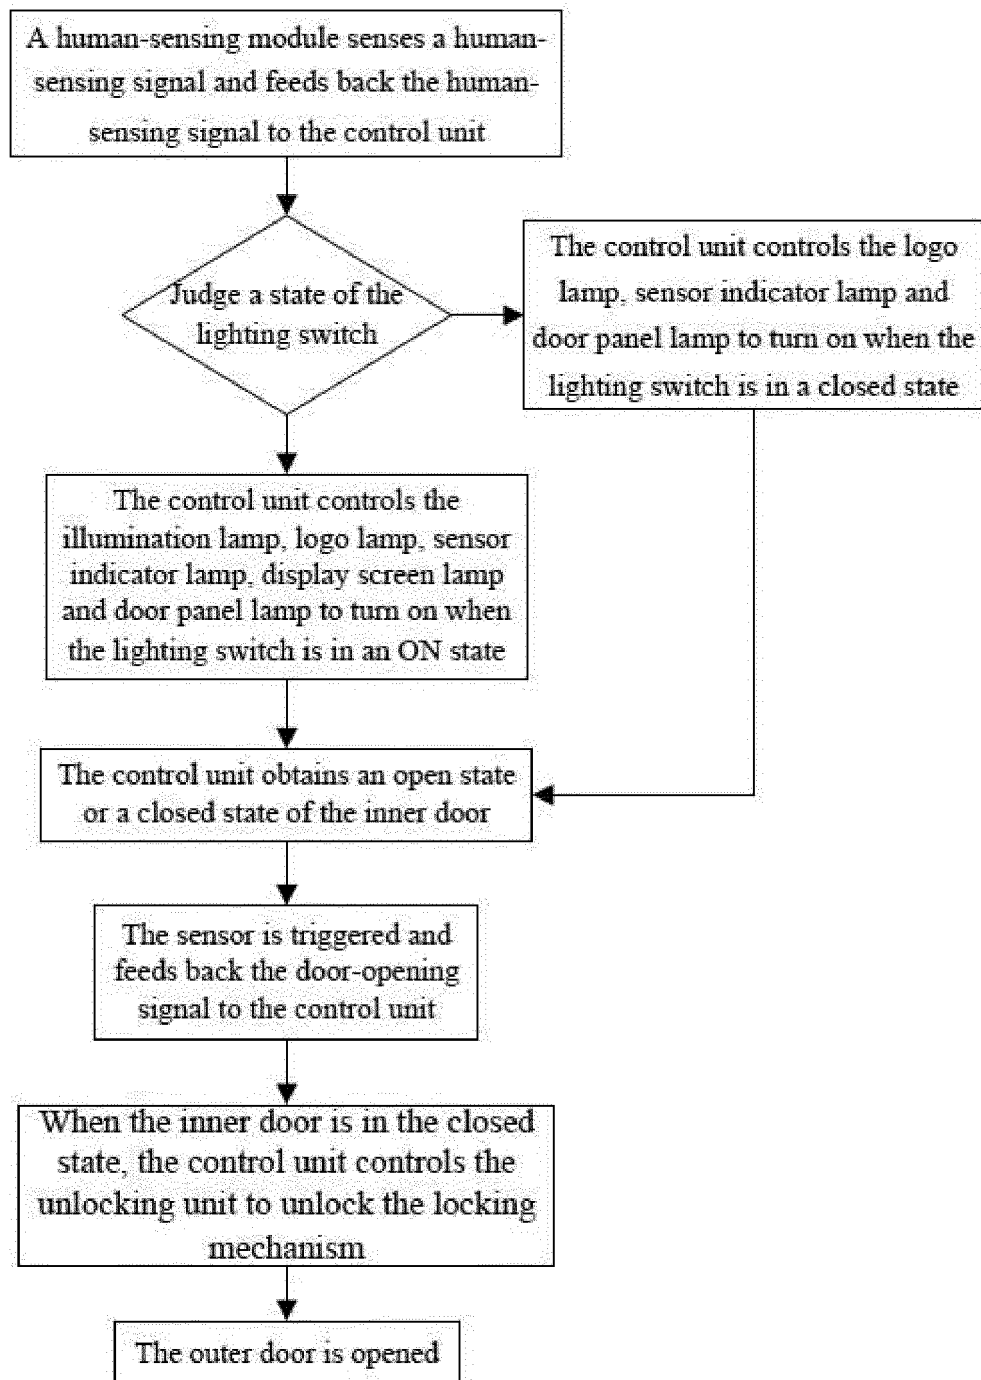 A human-sensing module senses a human-
sensing signal and feeds back the human-
sensing signal to the control unit
Judge a state of the
lighting switch
The control unit controls the logo
lamp, sensor indicator lamp and
door panel lamp to turn on when the
lighting switch is in a closed state
The control unit controls the
illumination lamp, logo lamp, sensor
indicator lamp, display screen lamp
and door panel lamp to turn on when
the lighting switch is in an ON state
The control unit obtains an open state
or a closed state of the inner door
The sensor is triggered and
feeds back the door-opening
signal to the control unit
When the inner door is in the closed
state, the control unit controls the
unlocking unit to unlock the locking
mechanism
The outer door is opened